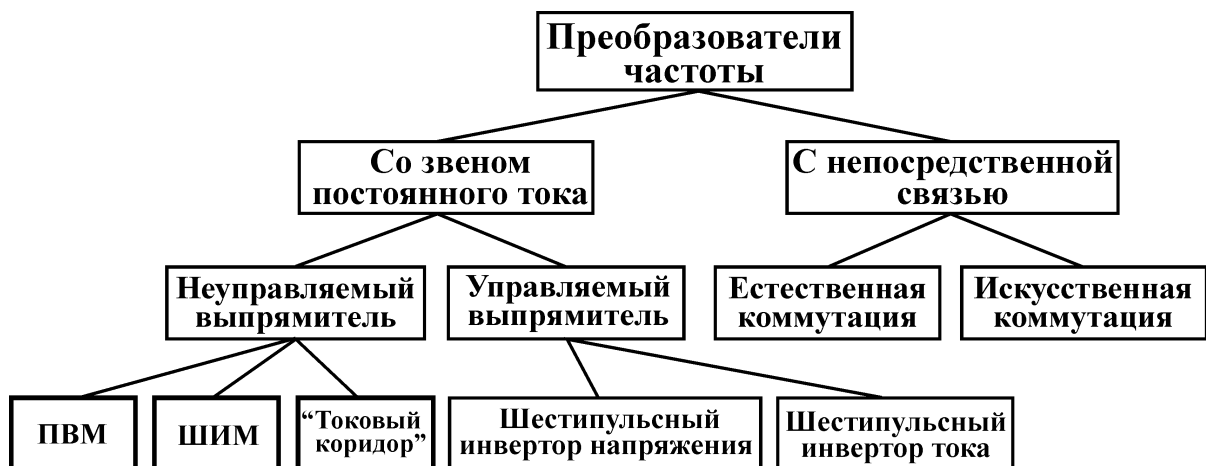 Преобразователи
частоты
Со звеном
постоянного тока
С непосредственной
связью
Неуправляемый
выпрямитель
Управляемый
выпрямитель
Естественная
коммутация
Искусственная
коммутация
ПВМ
ШИМ
“Токовый
коридор”
Шестипульсный
инвертор напряжения
Шестипульсный
инвертор тока